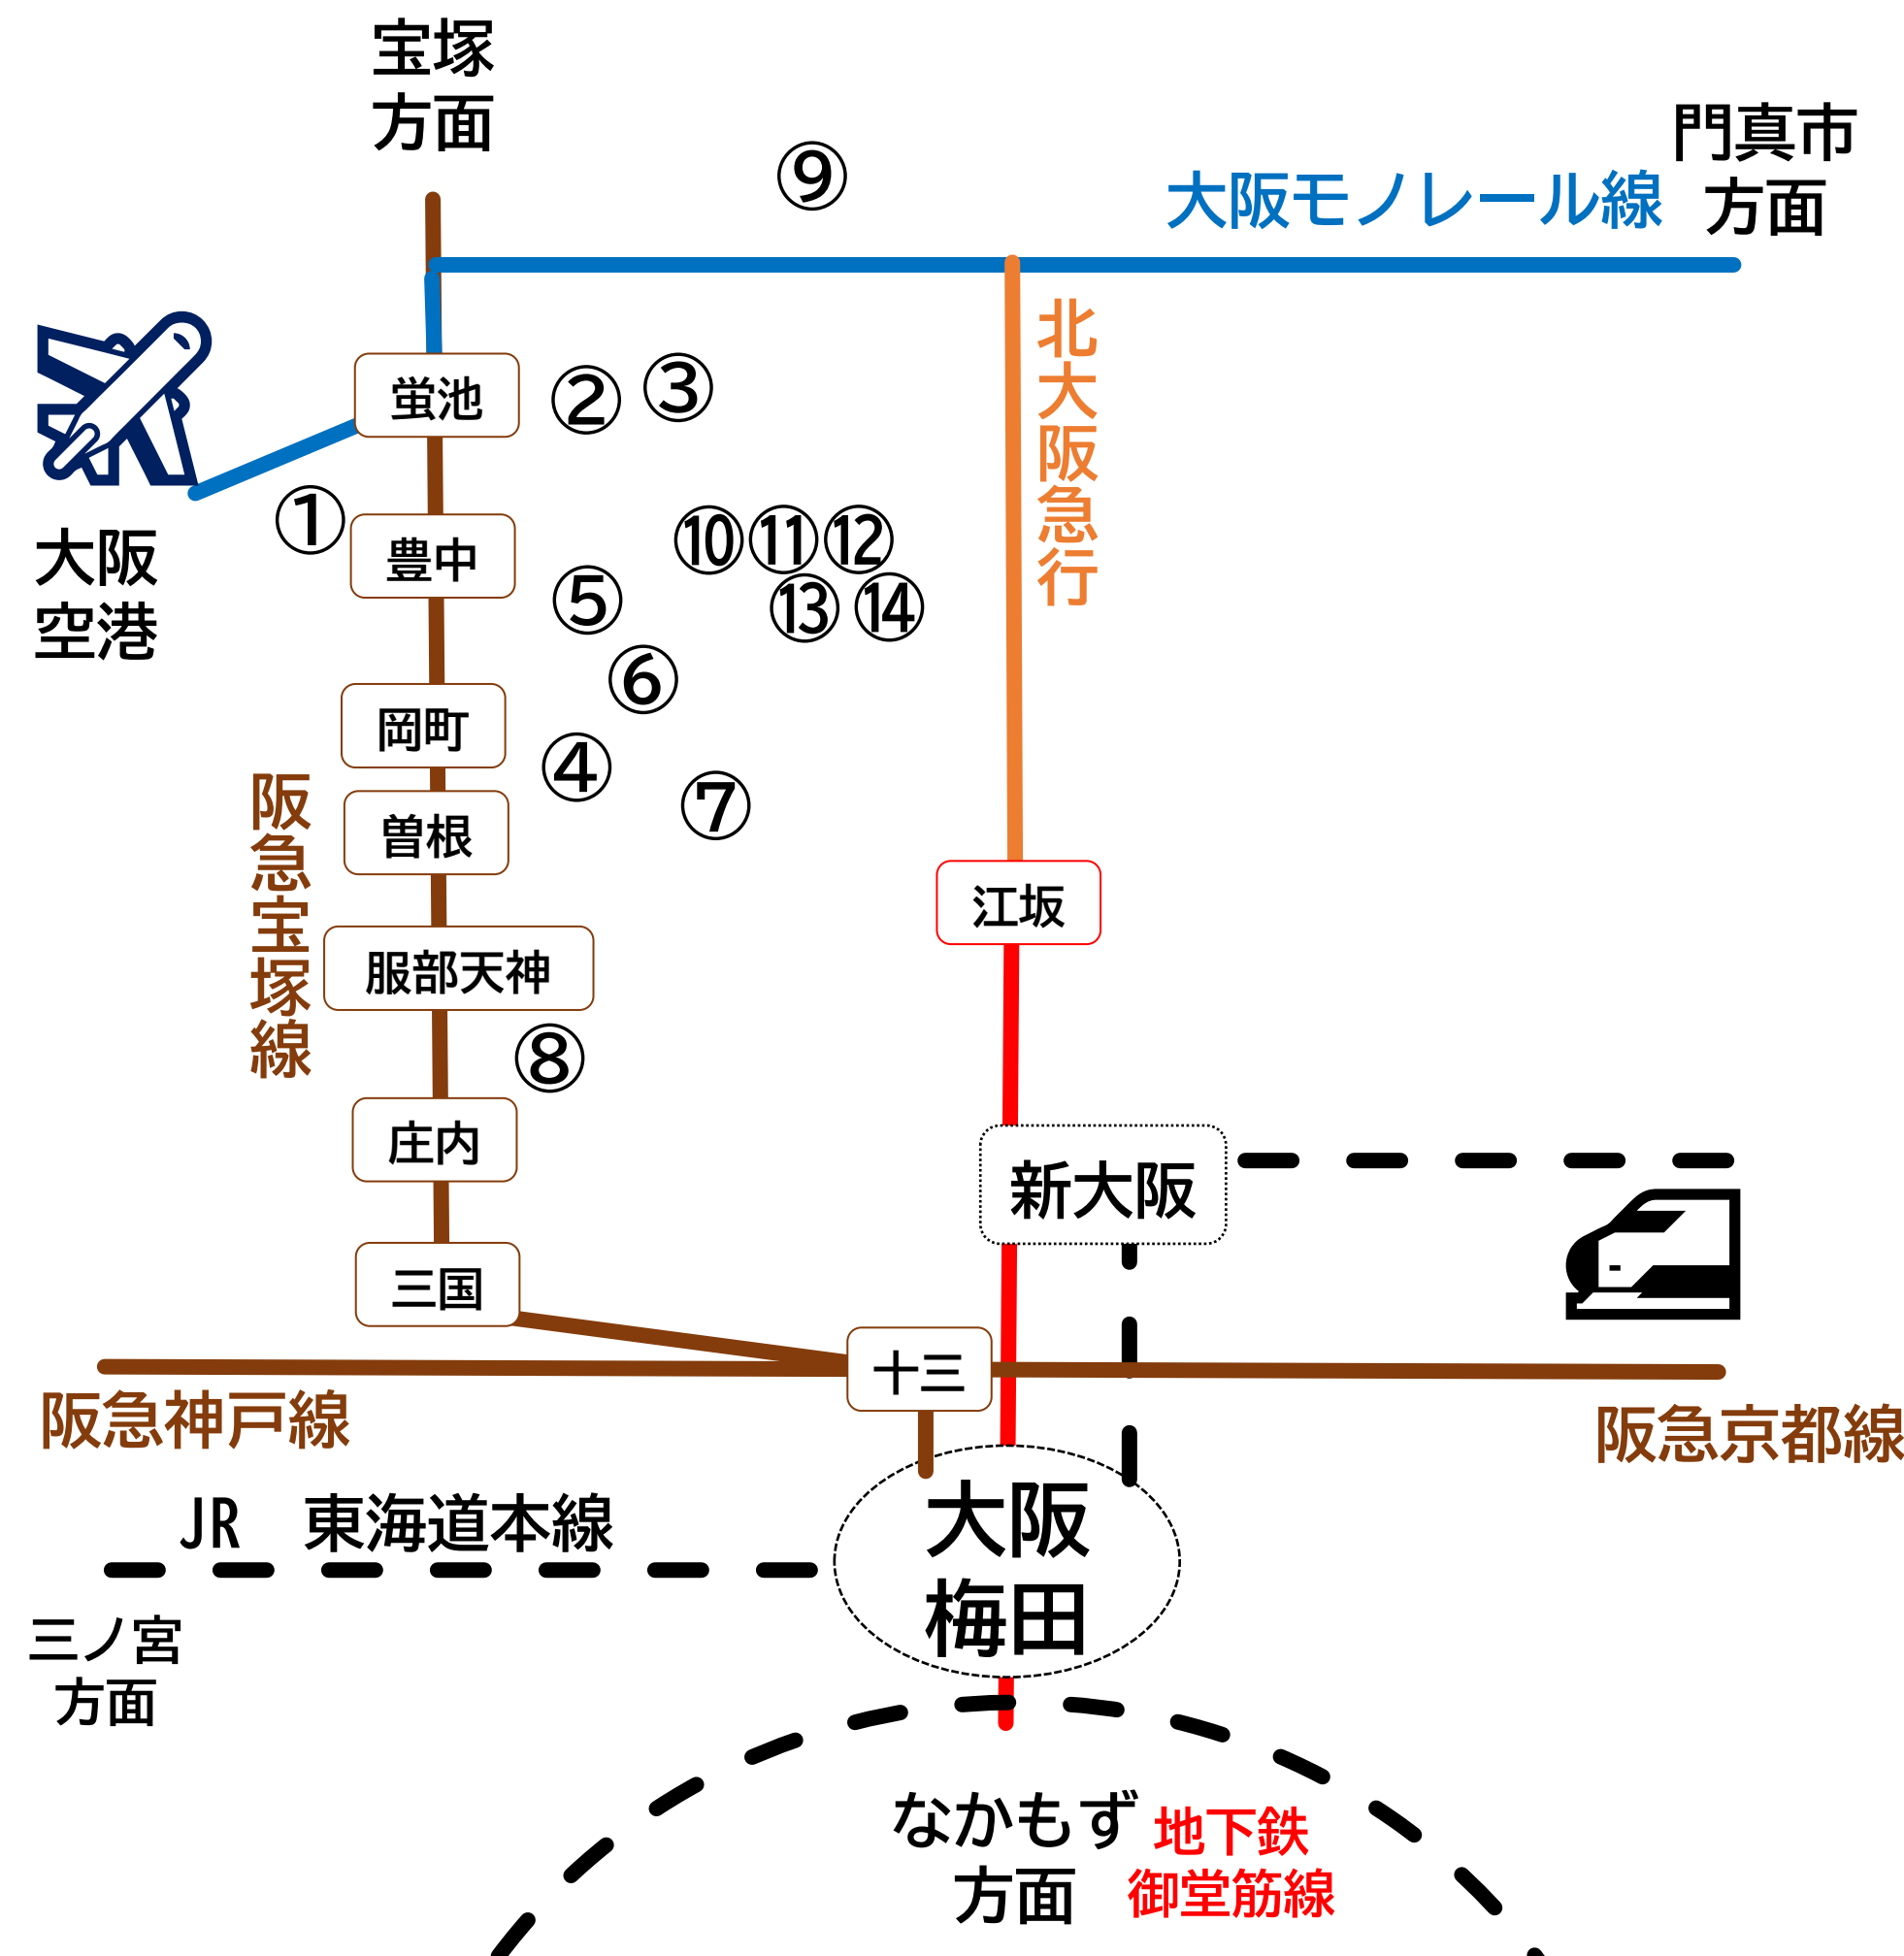 宝塚
方面
門真市
方面
⑨
大阪モノレール線
北大阪急行
蛍池
②
③
①
大阪
空港
豊中
⑩⑪⑫
⑬⑭
⑤
⑥
岡町
④
⑦
曽根
阪急宝塚線
江坂
服部天神
⑧
庄内
新大阪
三国
十三
阪急神戸線
阪急京都線
JR 東海道本線
大阪
梅田
三ノ宮
方面
なかもず
方面
地下鉄
御堂筋線